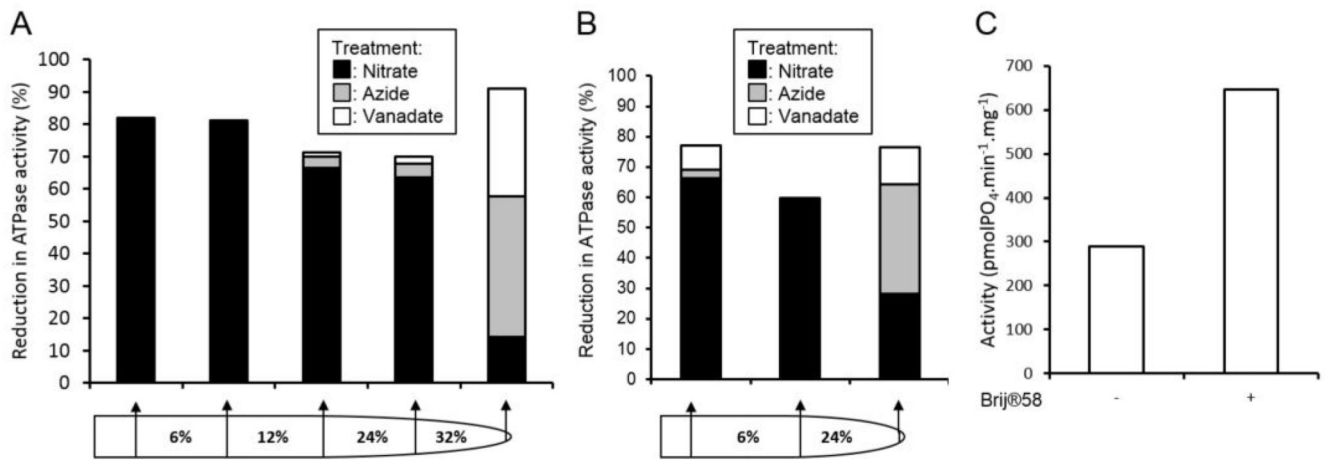 A
Reduction in ATPase activity (%)
100
90
80
70
60
50
40
30
20
10
0
Treatment:
: Nitrate
: Azide
: Vanadate
6% 12% 24% 32%
B
Reduction in ATPase activity (%)
100
90
80
70
60
50
40
30
20
10
0
Treatment:
: Nitrate
: Azide
: Vanadate
6% 24%
C
Activity (pmolPO₄.min⁻¹.mg⁻¹)
700
600
500
400
300
200
100
0
Brij®58 - +